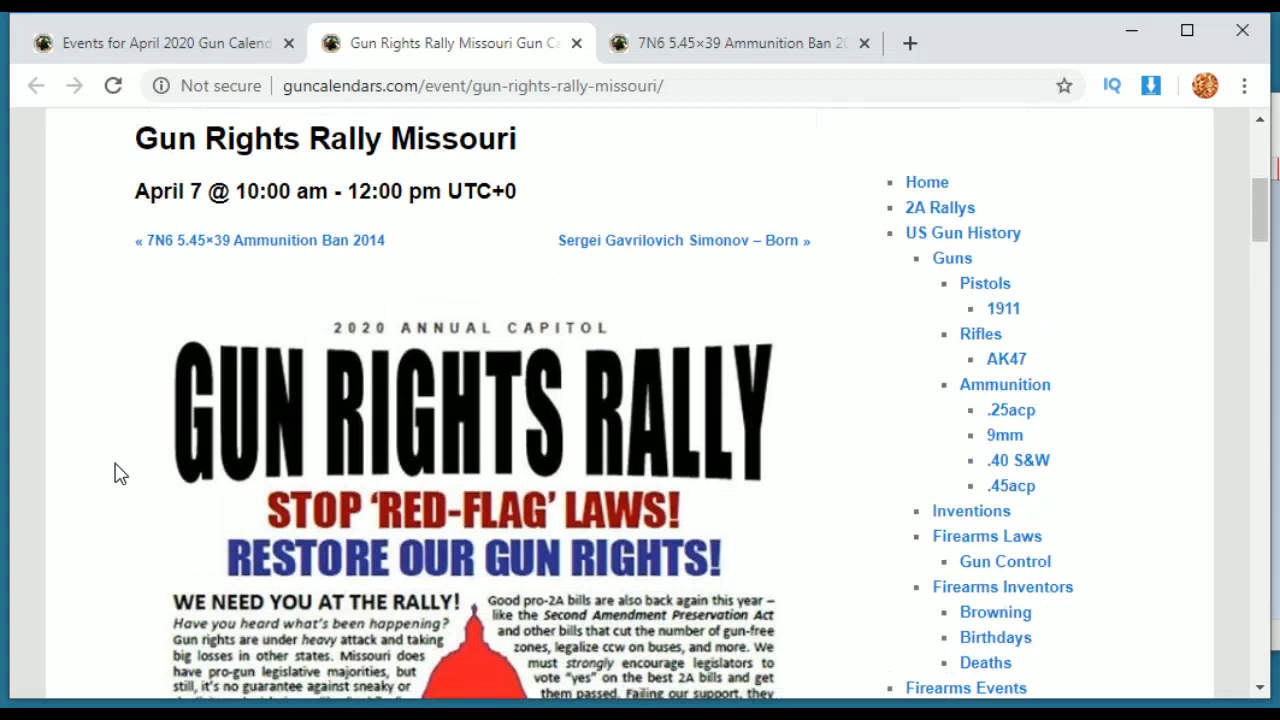 Events for April 2020 Gun Calend
Gun Rights Rally Missouri Gun Ca
7N6 5.45×39 Ammunition Ban 20
Not secure
guncalendars.com/event/gun-rights-rally-missouri/
IQ
Gun Rights Rally Missouri
April 7 @ 10:00 am - 12:00 pm UTC+0
« 7N6 5.45×39 Ammunition Ban 2014
Sergei Gavrilovich Simonov – Born »
2020 ANNUAL CAPITOL
GUN RIGHTS RALLY
STOP ‘RED-FLAG’ LAWS!
RESTORE OUR GUN RIGHTS!
WE NEED YOU AT THE RALLY!
Have you heard what's been happening?
Gun rights are under heavy attack and taking
big losses in other states. Missouri does
have pro-gun legislative majorities, but
still, it's no guarantee against sneaky or
Good pro-2A bills are also back again this year –
like the Second Amendment Preservation Act
and other bills that cut the number of gun-free
zones, legalize ccw on buses, and more. We
must strongly encourage legislators to
vote "yes" on the best 2A bills and get
them passed. Failing our support, they
Home
2A Rallys
US Gun History
Guns
Pistols
1911
Rifles
AK47
Ammunition
.25acp
9mm
.40 S&W
.45acp
Inventions
Firearms Laws
Gun Control
Firearms Inventors
Browning
Birthdays
Deaths
Firearms Events